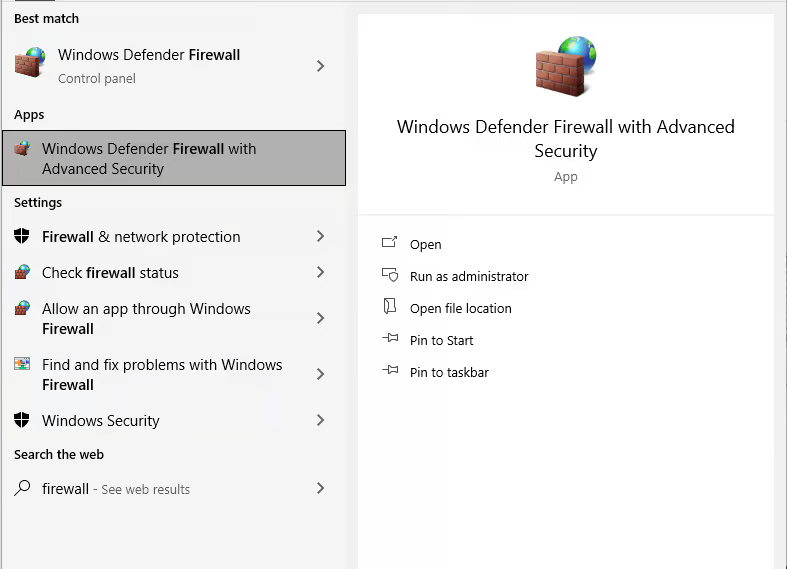 Best match
Windows Defender Firewall
Control panel
Apps
Windows Defender Firewall with
Advanced Security
Settings
Firewall & network protection
Check firewall status
Allow an app through Windows
Firewall
Find and fix problems with Windows
Firewall
Windows Security
Search the web
firewall - See web results
Windows Defender Firewall with Advanced
Security
App
Open
Run as administrator
Open file location
Pin to Start
Pin to taskbar